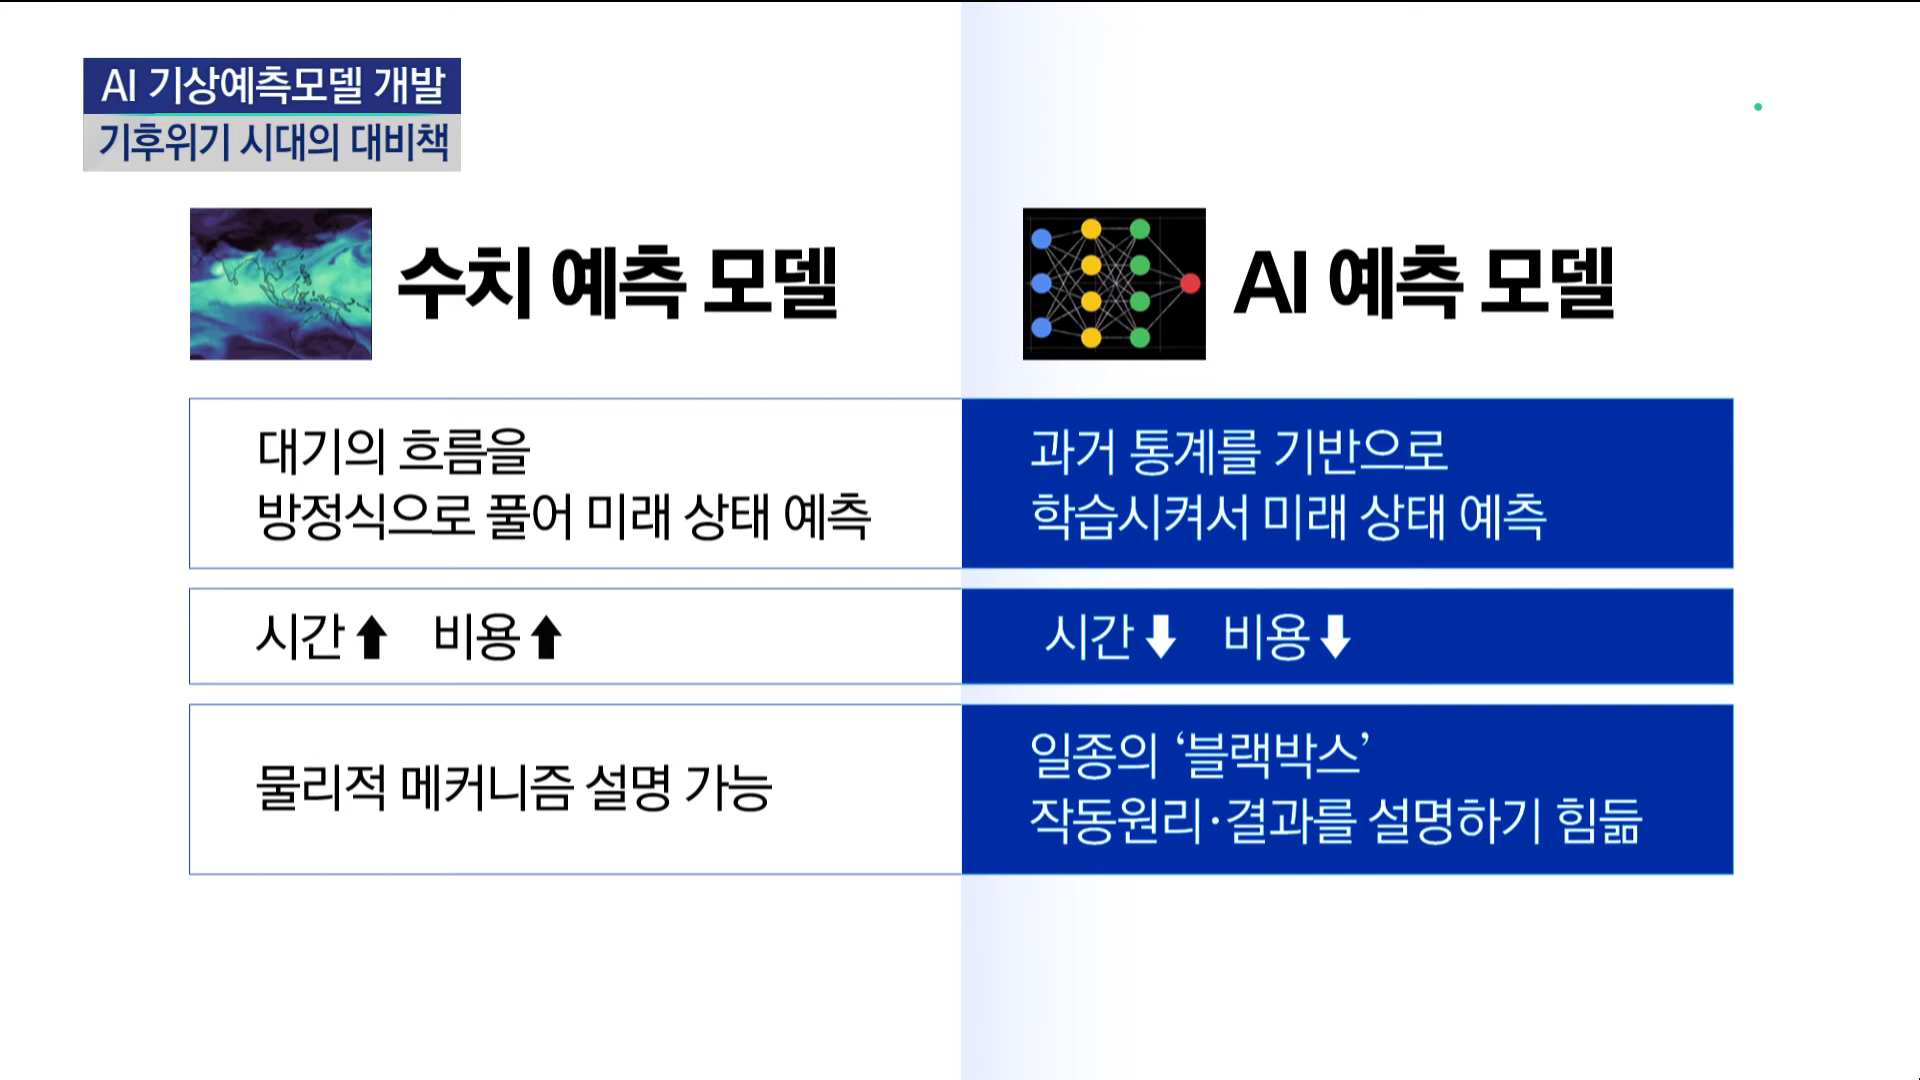 AI 기상예측모델 개발
기후위기 시대의 대비책
수치 예측 모델
AI 예측 모델
대기의 흐름을
방정식으로 풀어 미래 상태 예측
과거 통계를 기반으로
학습시켜서 미래 상태 예측
시간⬆ 비용⬆
시간⬇ 비용⬇
물리적 메커니즘 설명 가능
일종의 ‘블랙박스’
작동원리·결과를 설명하기 힘듦